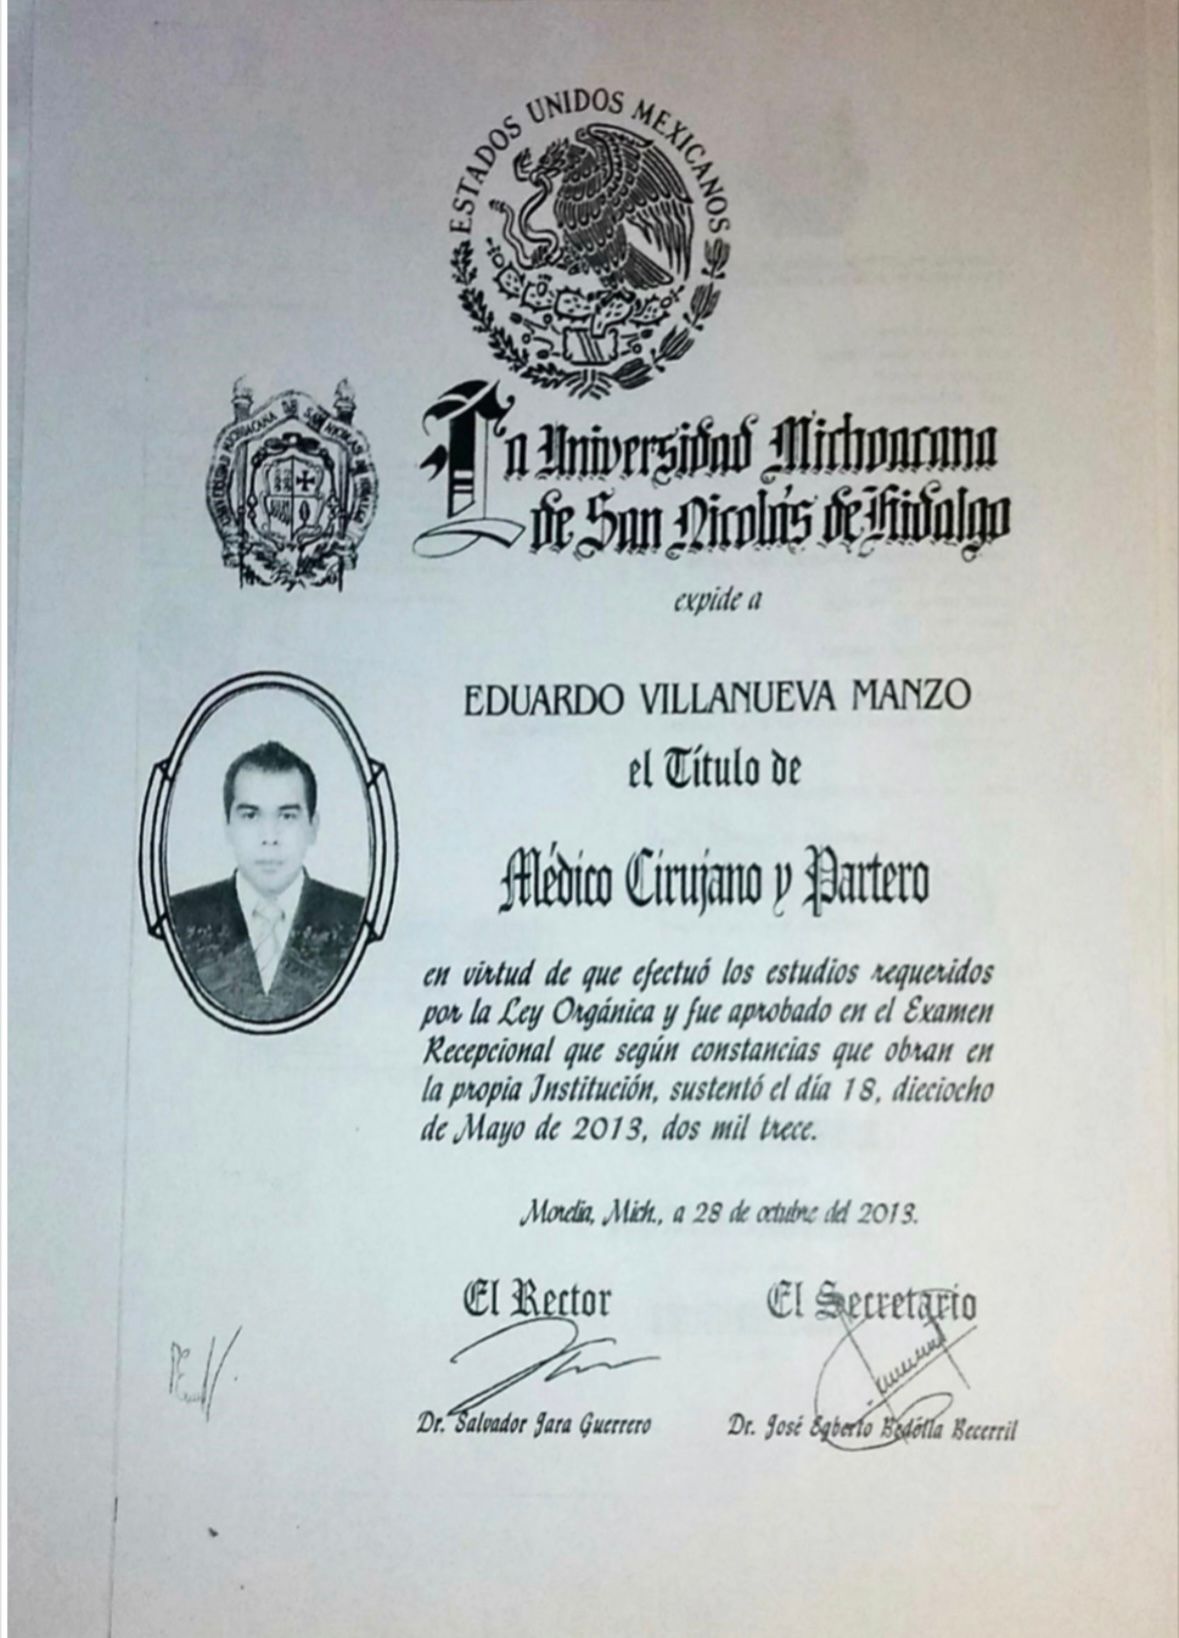 ESTADOS UNIDOS MEXICANOS
La Universidad Michoacana
de San Nicolás de Hidalgo
expide a
EDUARDO VILLANUEVA MANZO
el Título de
Médico Cirujano y Partero
en virtud de que efectuó los estudios requeridos
por la Ley Orgánica y fue aprobado en el Examen
Recepcional que según constancias que obran en
la propia Institución, sustentó el día 18, dieciocho
de Mayo de 2013, dos mil trece.
Morelia, Mich., a 28 de octubre del 2013.
El Rector
El Secretario
Dr. Salvador Jara Guerrero
Dr. José Egberto Bedolla Becerril